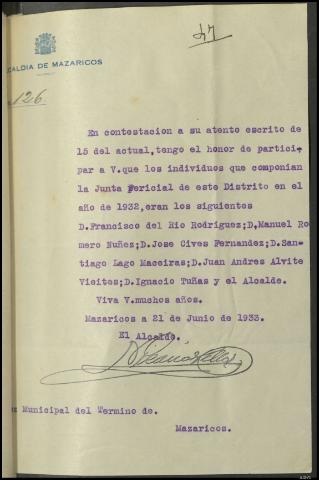 47
ALCALDIA DE MAZARICOS
126.
En contestacion a su atento escrito de
15 del actual,tengo el honor de partici-
par a V.que los individuos que componian
la Junta Pericial de este Distrito en el
año de 1932,eran los siguientes
D.Francisco del Rio Rodriguez;D,Manuel Ro
mero Nuñez;D.Jose Cives Fernandez;D.San-
tiago Lago Maceiras;D.Juan Andres Alvite
Vieites;D.Ignacio Tuñas y el Alcalde.
Viva V.muchos años.
Mazaricos a 21 de Junio de 1933.
El Alcalde.
ez Municipal del Termino de.
Mazaricos.